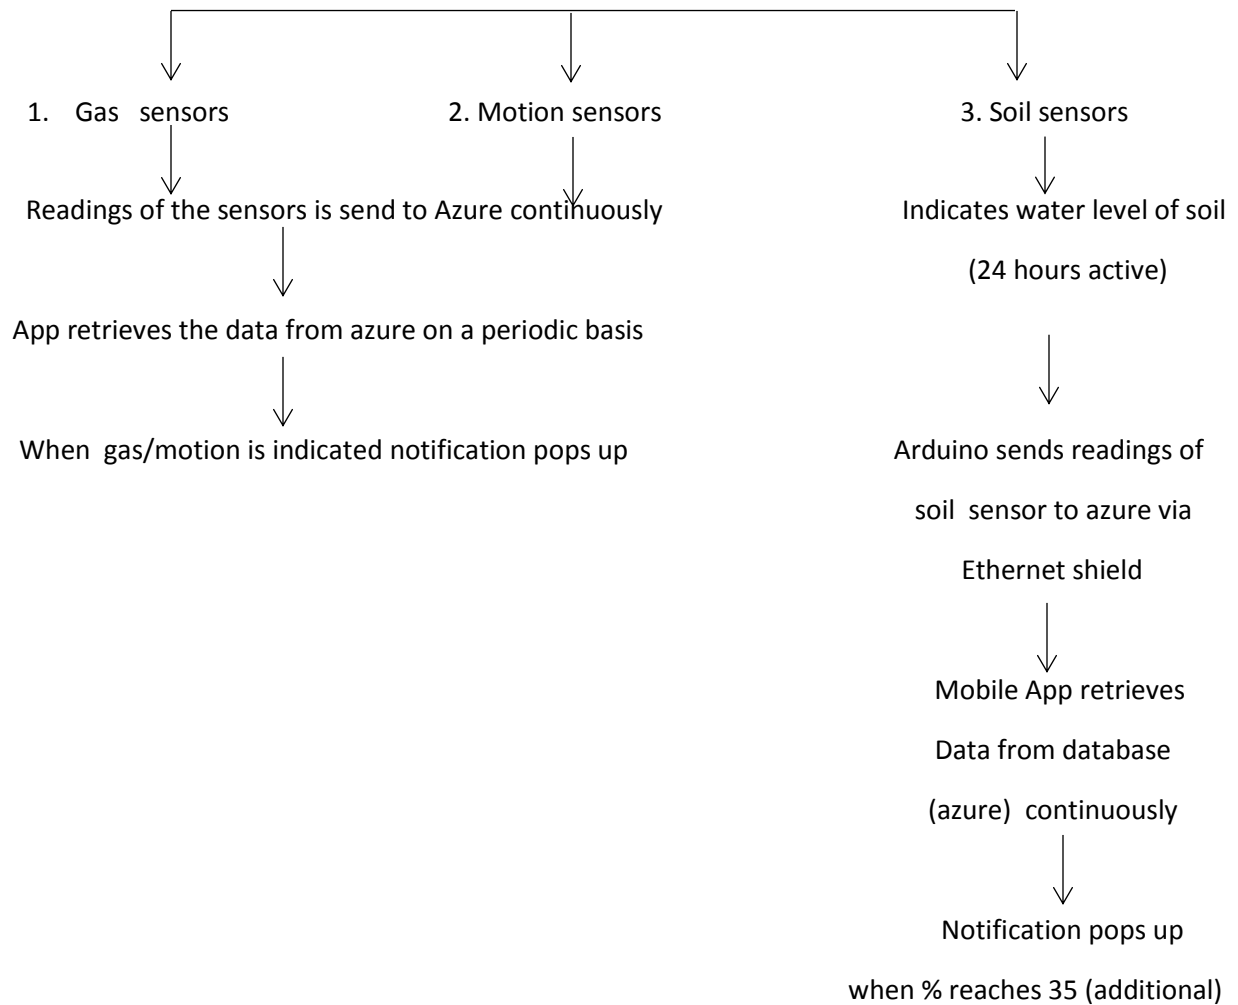 1. Gas sensors
2. Motion sensors
3. Soil sensors
Readings of the sensors is send to Azure continuously
App retrieves the data from azure on a periodic basis
When gas/motion is indicated notification pops up
Indicates water level of soil
(24 hours active)
Arduino sends readings of
soil sensor to azure via
Ethernet shield
Mobile App retrieves
Data from database
(azure) continuously
Notification pops up
when % reaches 35 (additional)